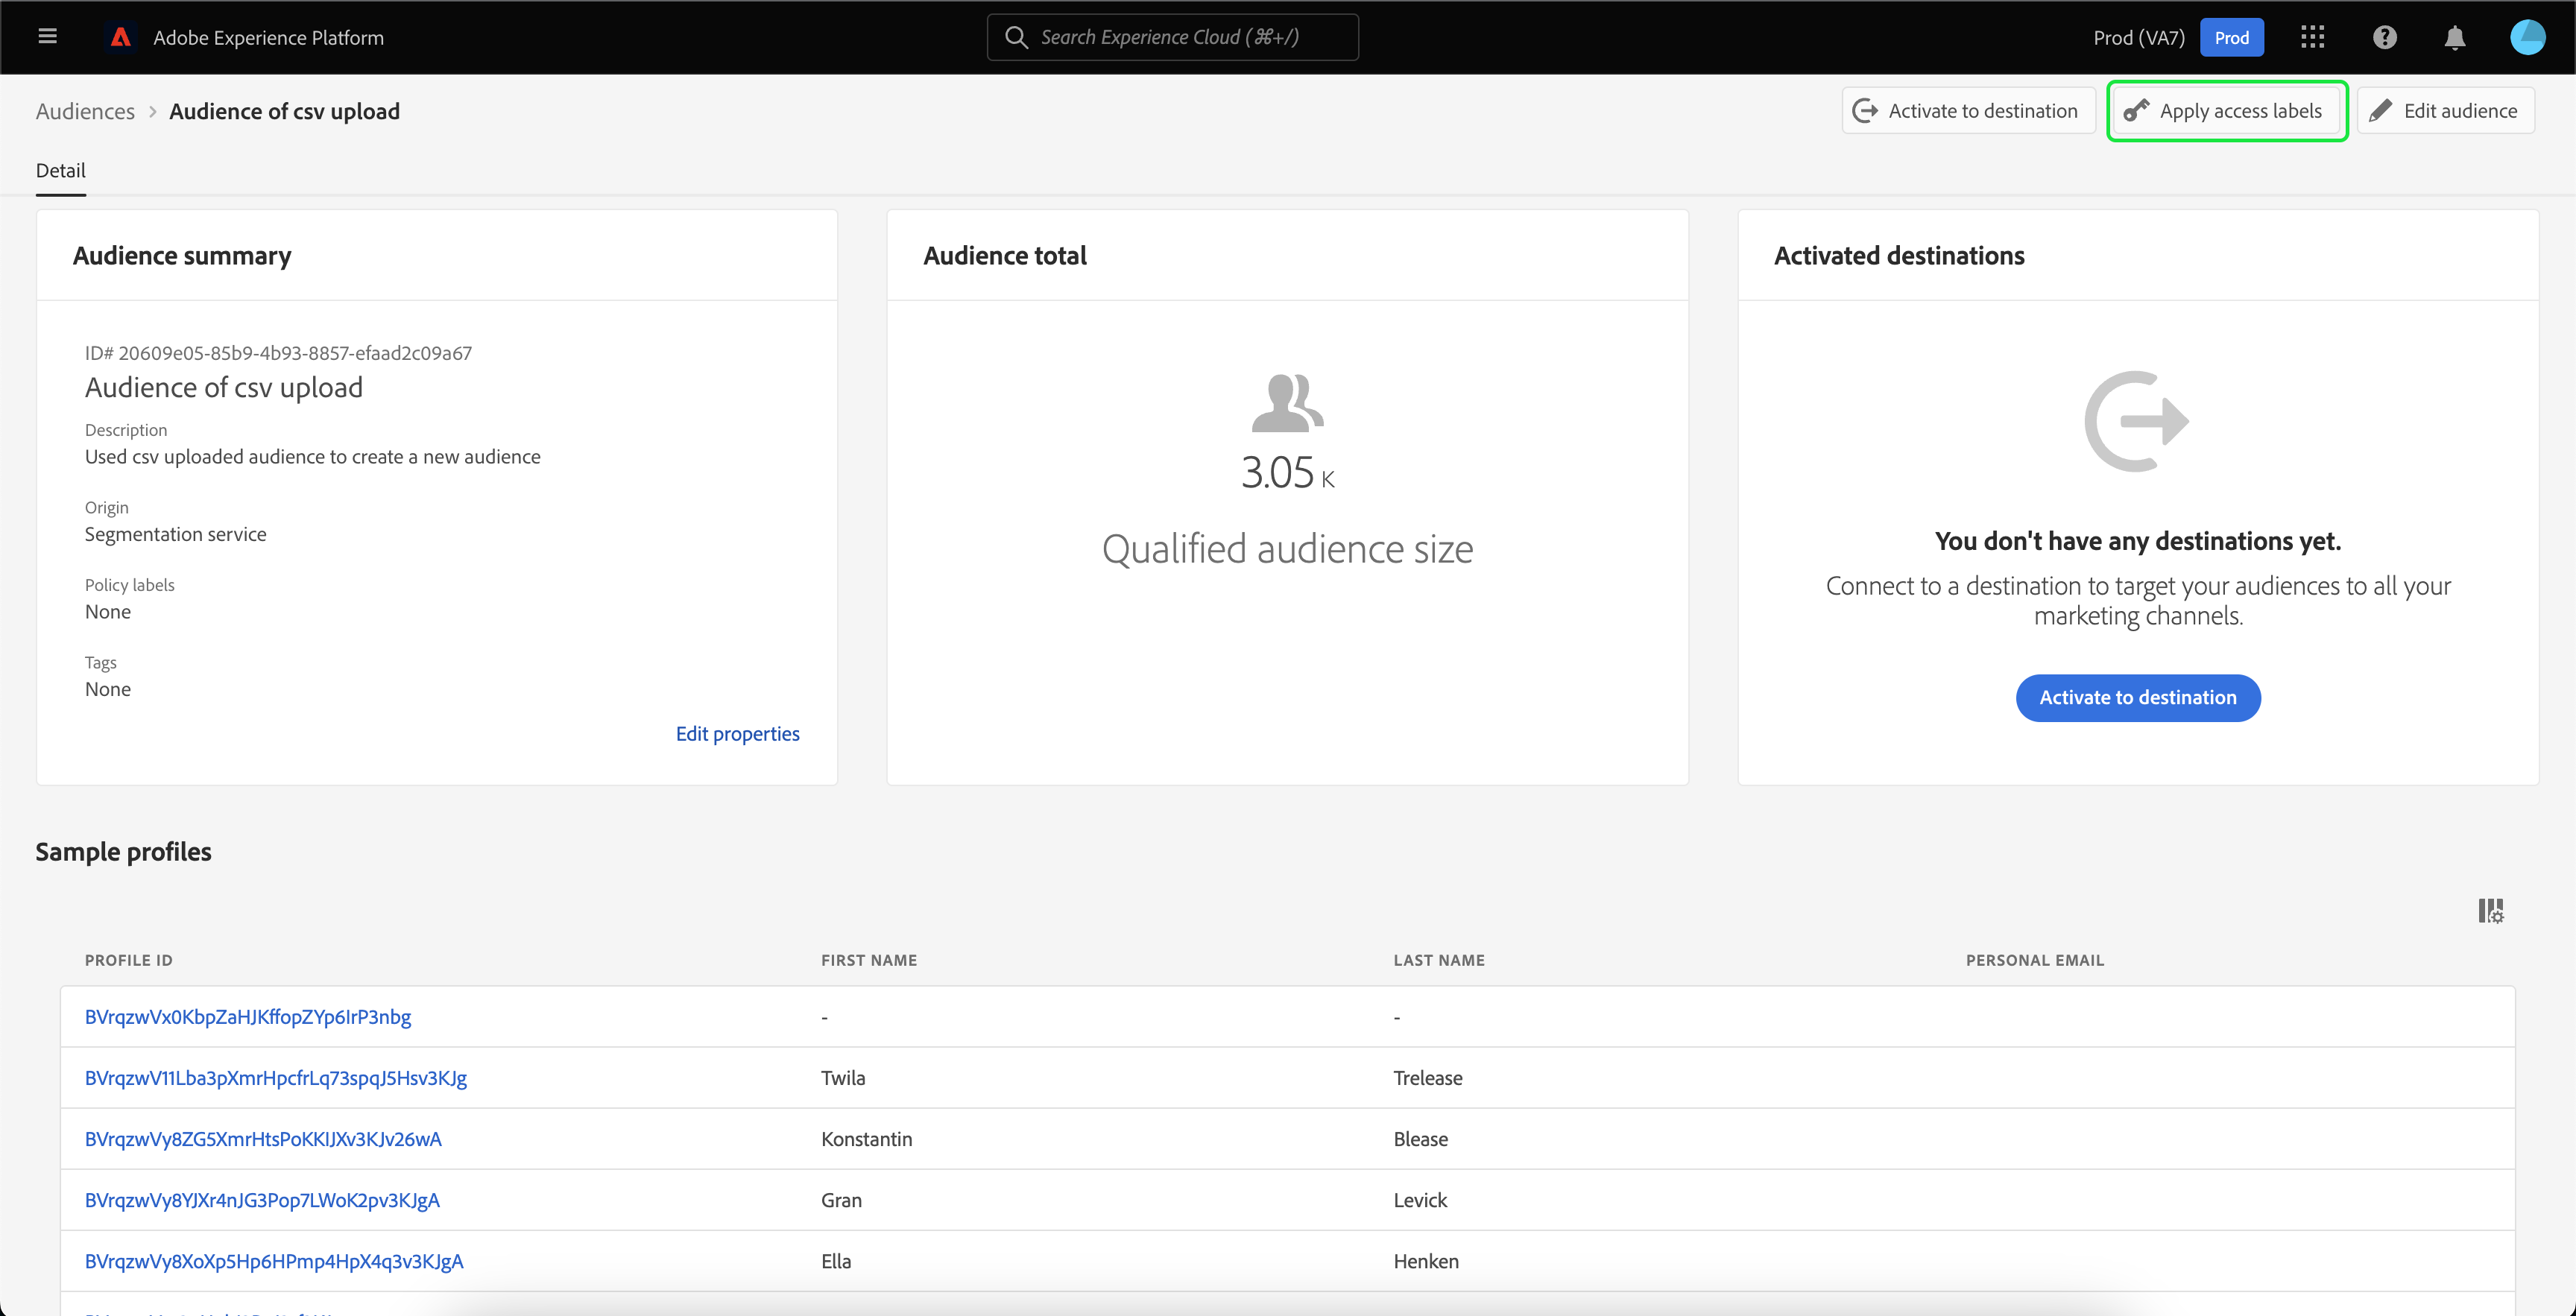 Adobe Experience Platform
Search Experience Cloud (⌘+/)
Prod (VA7)
Prod
Audiences > Audience of csv upload
Activate to destination
Apply access labels
Edit audience
Detail
Audience summary
ID# 20609e05-85b9-4b93-8857-efaad2c09a67
Audience of csv upload
Description
Used csv uploaded audience to create a new audience
Origin
Segmentation service
Policy labels
None
Tags
None
Edit properties
Audience total
3.05 K
Qualified audience size
Activated destinations
You don't have any destinations yet.
Connect to a destination to target your audiences to all your
marketing channels.
Activate to destination
Sample profiles
PROFILE ID FIRST NAME LAST NAME PERSONAL EMAIL
BVrqzwVx0KbpZaHJKffopZYp6IrP3nbg - -
BVrqzwV11Lba3pXmrHpcfrLq73spqJ5Hsv3KJg Twila Trelease
BVrqzwVy8ZG5XmrHtsPoKKIJXv3KJv26wA Konstantin Blease
BVrqzwVy8YJXr4nJG3Pop7LWoK2pv3KJgA Gran Levick
BVrqzwVy8XoXp5Hp6HPmp4HpX4q3v3KJgA Ella Henken